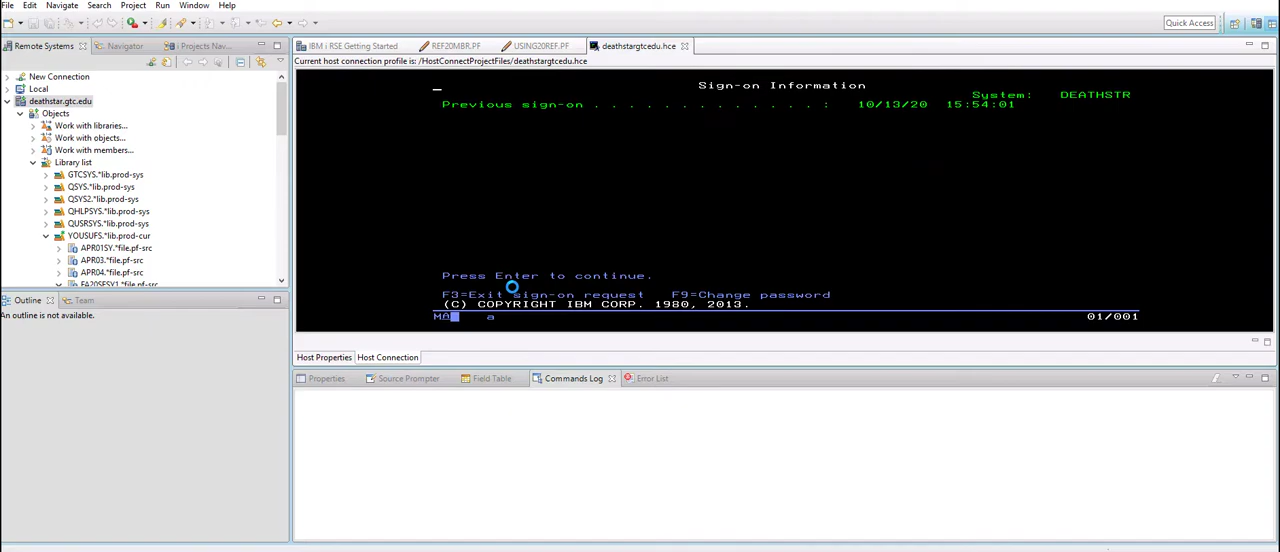 File Edit Navigate Search Project Run Window Help
Quick Access
Remote Systems Navigator i Projects Nav...
New Connection
Local
deathstar.gtc.edu
Objects
Work with libraries...
Work with objects...
Work with members...
Library list
GTCSYS.*lib.prod-sys
QSYS.*lib.prod-sys
QSYS2.*lib.prod-sys
QHLPSYS.*lib.prod-sys
QUSRSYS.*lib.prod-sys
YOUSUFS.*lib.prod-cur
APR01SY.*file.pf-src
APR03.*file.pf-src
APR04.*file.pf-src
FA20SESY1.*file.pf-src
Outline Team
An outline is not available.
IBM i RSE Getting Started REF20MBR.PF USING20REF.PF deathstargtcedu.hce
Current host connection profile is: /HostConnectProjectFiles/deathstargtcedu.hce
Sign-on Information
System: DEATHSTR
Previous sign-on . . . . . . . . . . . . . : 10/13/20 15:54:01
Press Enter to continue.
F3=Exit sign-on request F9=Change password
(C) COPYRIGHT IBM CORP. 1980, 2013.
MA a 01/001
Host Properties Host Connection
Properties Source Prompter Field Table Commands Log Error List